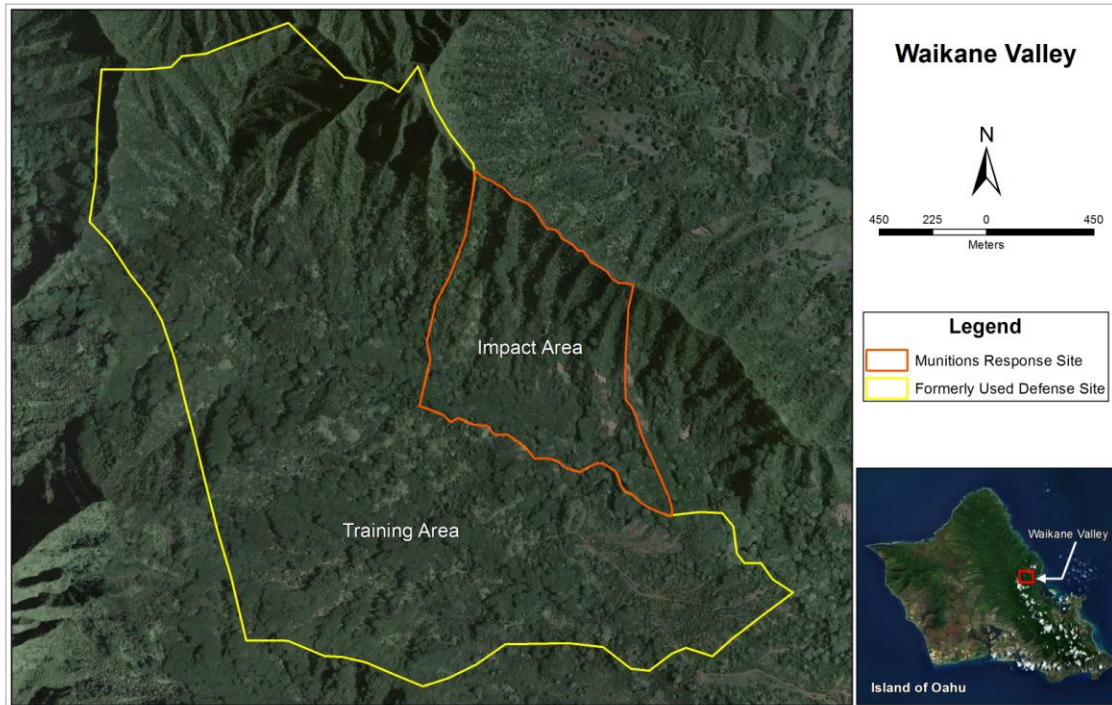 Waikane Valley
N
450 225 0 450
Meters
Impact Area
Training Area
Legend
Munitions Response Site
Formerly Used Defense Site
Waikane Valley
Island of Oahu